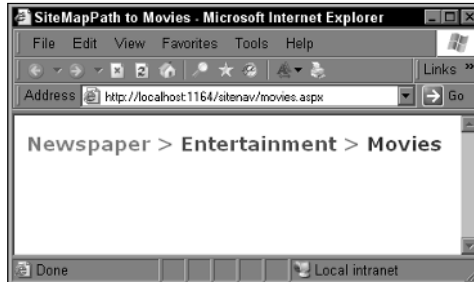 SiteMapPath to Movies - Microsoft Internet Explorer
File Edit View Favorites Tools Help
Links »
Address http://localhost:1164/sitenav/movies.aspx Go
Newspaper > Entertainment > Movies
Done Local intranet